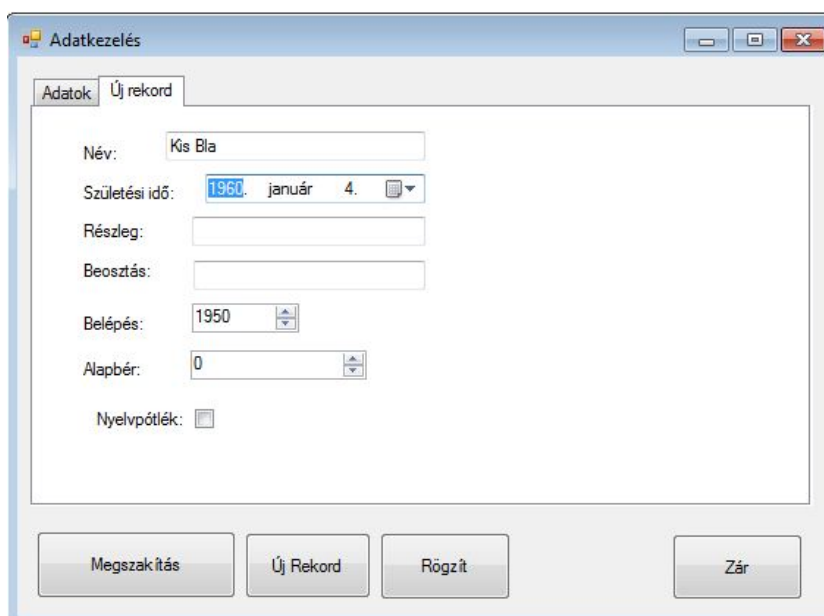 Adatkezelés
Adatok Új rekord
Név: Kis Bla
Születési idő: 1960. január 4.
Részleg:
Beosztás:
Belépés: 1950
Alapbér: 0
Nyelvpótlék:
Megszakítás Új Rekord Rögzít Zár